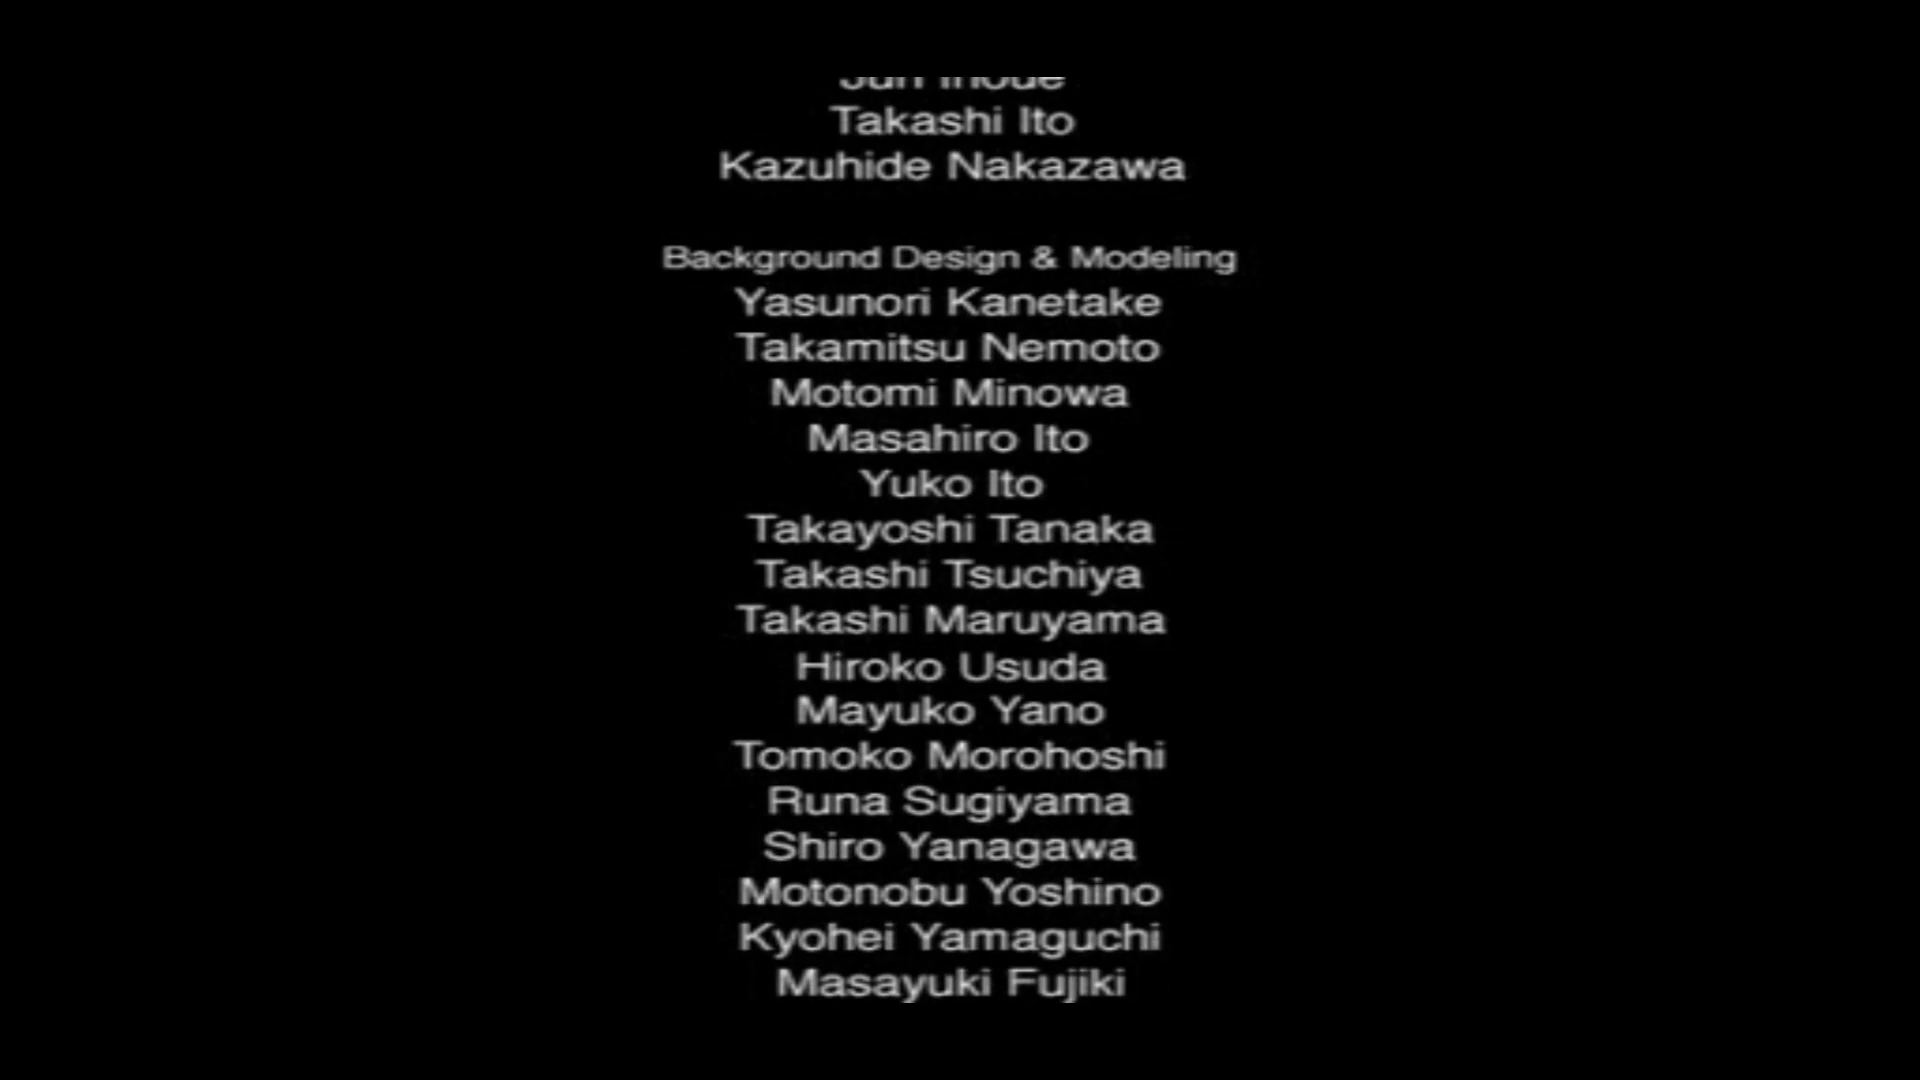 Jun Inoue
Takashi Ito
Kazuhide Nakazawa
Background Design & Modeling
Yasunori Kanetake
Takamitsu Nemoto
Motomi Minowa
Masahiro Ito
Yuko Ito
Takayoshi Tanaka
Takashi Tsuchiya
Takashi Maruyama
Hiroko Usuda
Mayuko Yano
Tomoko Morohoshi
Runa Sugiyama
Shiro Yanagawa
Motonobu Yoshino
Kyohei Yamaguchi
Masayuki Fujiki